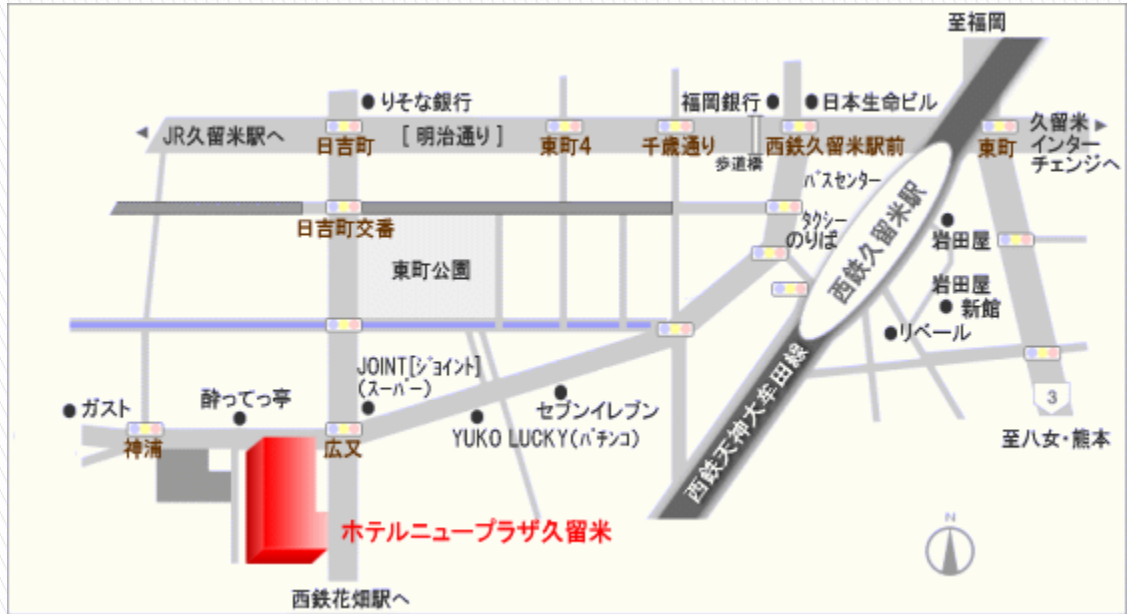 至福岡
りそな銀行
福岡銀行
日本生命ビル
JR久留米駅へ
日吉町
[ 明治通り ]
東町4
千歳通り
歩道橋
西鉄久留米駅前
東町
久留米
インター
チェンジへ
バスセンター
日吉町交番
タクシー
のりば
西鉄久留米駅
岩田屋
東町公園
岩田屋
新館
リベール
JOINT[ジョイント]
(スーパー)
ガスト
酔ってっ亭
セブンイレブン
YUKO LUCKY(パチンコ)
西鉄天神大牟田線
3
至八女・熊本
神浦
広又
ホテルニュープラザ久留米
N
西鉄花畑駅へ